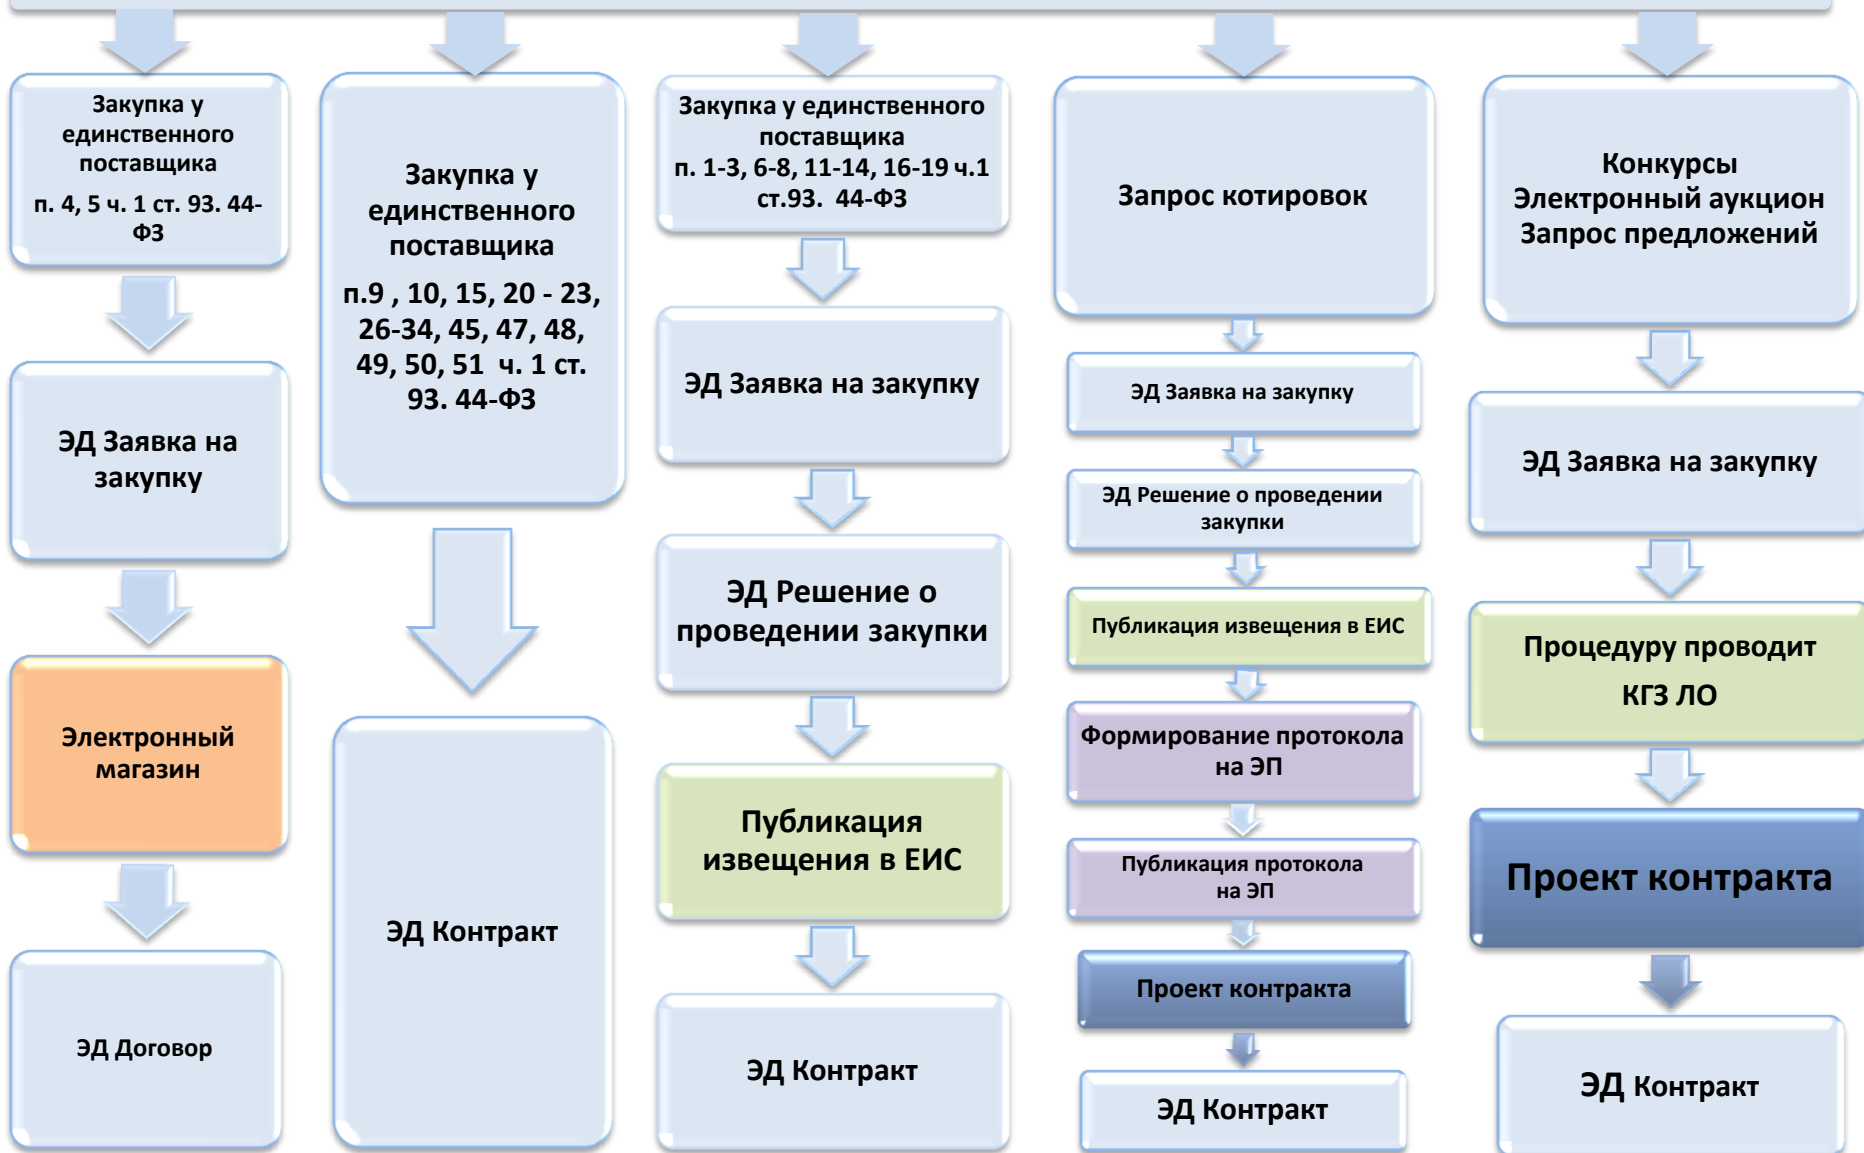 Закупка у
единственного
поставщика
п. 4, 5 ч. 1 ст. 93. 44-
ФЗ
ЭД Заявка на
закупку
Электронный
магазин
ЭД Договор
Закупка у
единственного
поставщика
п.9 , 10, 15, 20 - 23,
26-34, 45, 47, 48,
49, 50, 51 ч. 1 ст.
93. 44-ФЗ
ЭД Контракт
Закупка у единственного
поставщика
п. 1-3, 6-8, 11-14, 16-19 ч.1
ст.93. 44-ФЗ
ЭД Заявка на закупку
ЭД Решение о
проведении закупки
Публикация
извещения в ЕИС
ЭД Контракт
Запрос котировок
ЭД Заявка на закупку
ЭД Решение о проведении
закупки
Публикация извещения в ЕИС
Формирование протокола
на ЭП
Публикация протокола
на ЭП
Проект контракта
ЭД Контракт
Конкурсы
Электронный аукцион
Запрос предложений
ЭД Заявка на закупку
Процедуру проводит
КГЗ ЛО
Проект контракта
ЭД Контракт